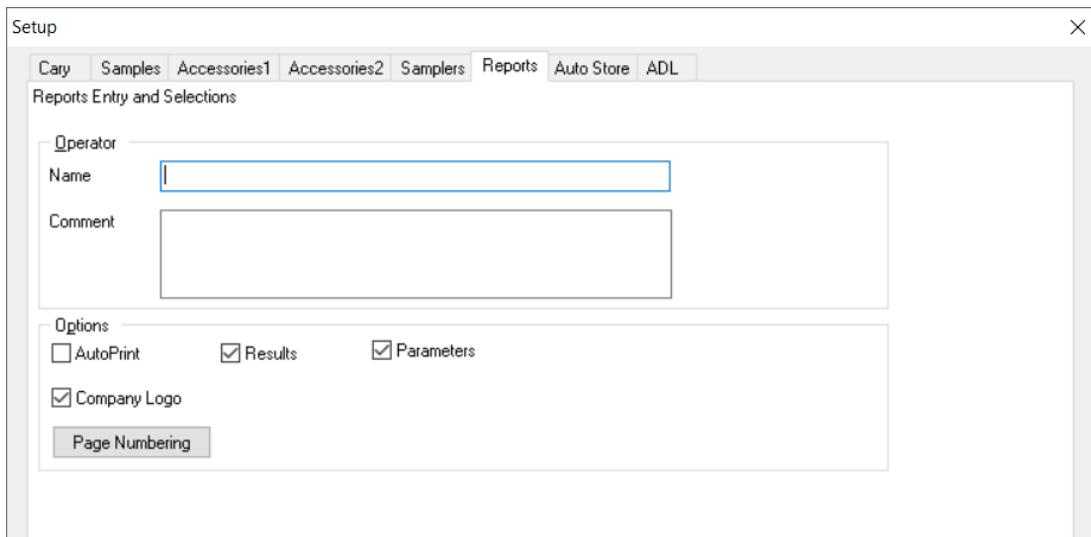 Setup
Cary Samples Accessories1 Accessories2 Samplers Reports Auto Store ADL
Reports Entry and Selections
Operator
Name
Comment
Options
AutoPrint Results Parameters
Company Logo
Page Numbering